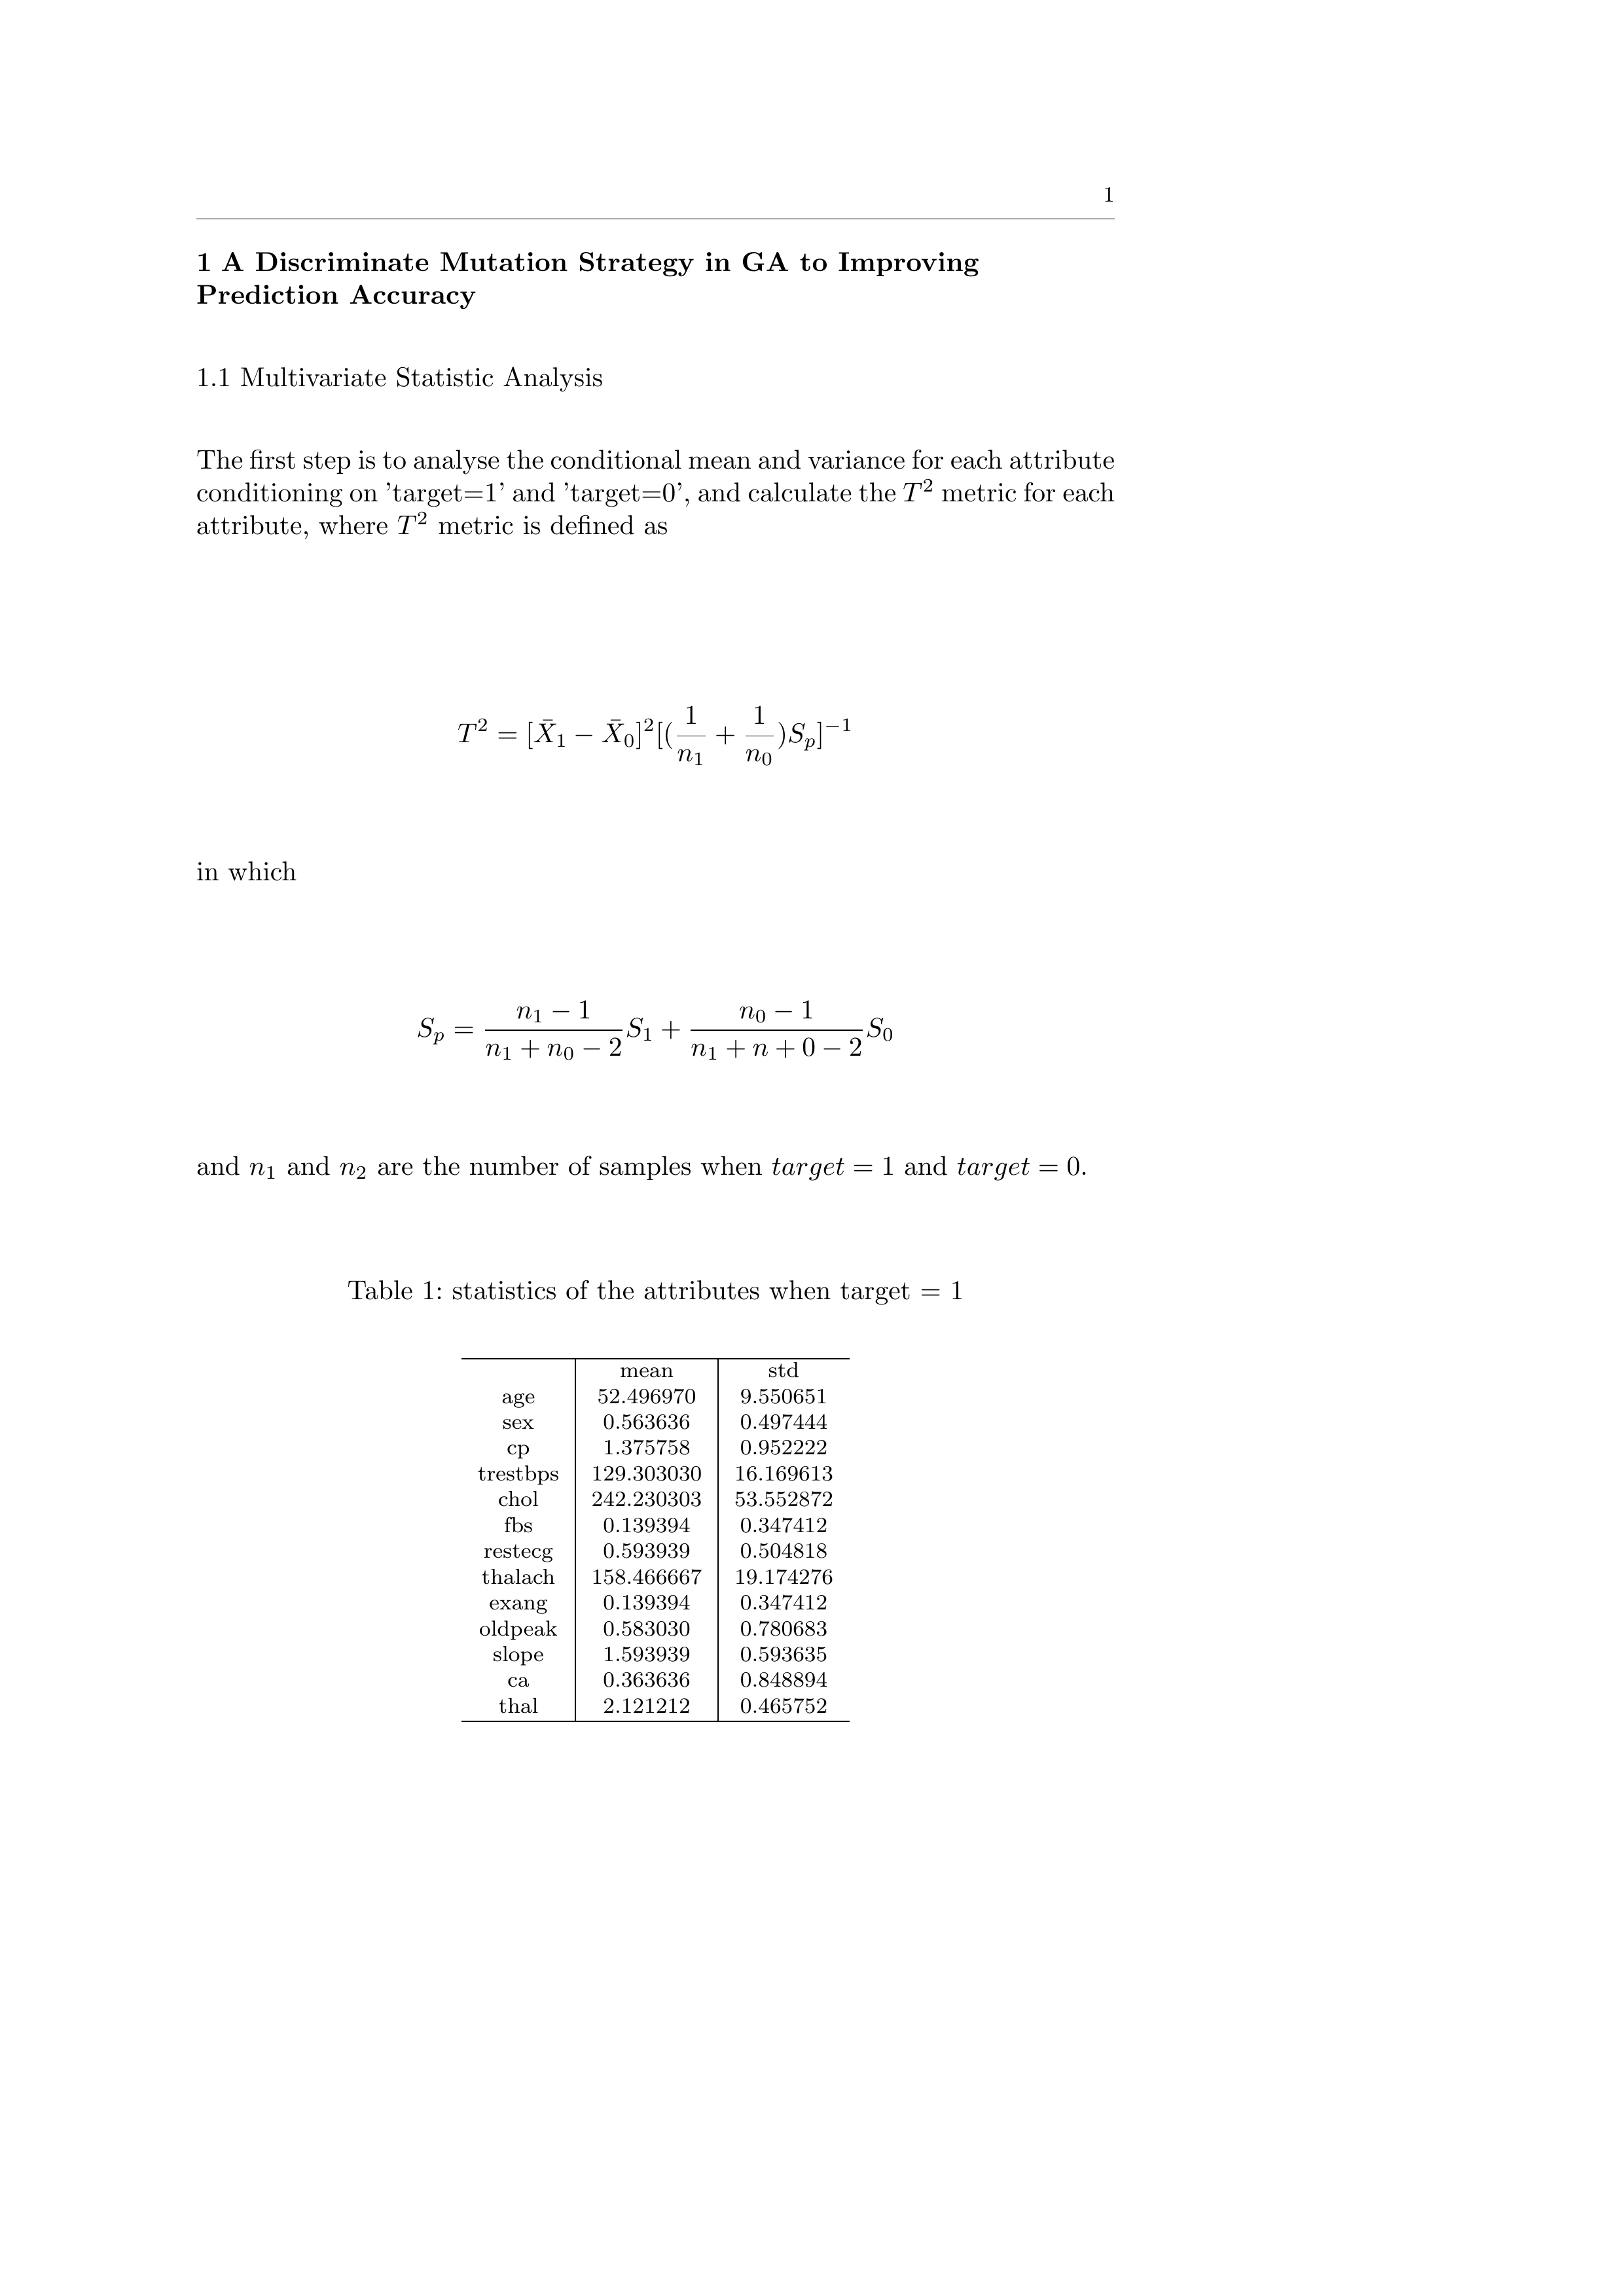 1
1 A Discriminate Mutation Strategy in GA to Improving
Prediction Accuracy
1.1 Multivariate Statistic Analysis
The first step is to analyse the conditional mean and variance for each attribute
conditioning on ’target=1’ and ’target=0’, and calculate the $T^2$ metric for each
attribute, where $T^2$ metric is defined as
$T^2 = [\bar{X}_1 - \bar{X}_0]^2[(\frac{1}{n_1} + \frac{1}{n_0})S_p]^{-1}$
in which
$S_p = \frac{n_1 - 1}{n_1 + n_0 - 2}S_1 + \frac{n_0 - 1}{n_1 + n + 0 - 2}S_0$
and $n_1$ and $n_2$ are the number of samples when $target = 1$ and $target = 0$.
Table 1: statistics of the attributes when target = 1
mean std
age 52.496970 9.550651
sex 0.563636 0.497444
cp 1.375758 0.952222
trestbps 129.303030 16.169613
chol 242.230303 53.552872
fbs 0.139394 0.347412
restecg 0.593939 0.504818
thalach 158.466667 19.174276
exang 0.139394 0.347412
oldpeak 0.583030 0.780683
slope 1.593939 0.593635
ca 0.363636 0.848894
thal 2.121212 0.465752